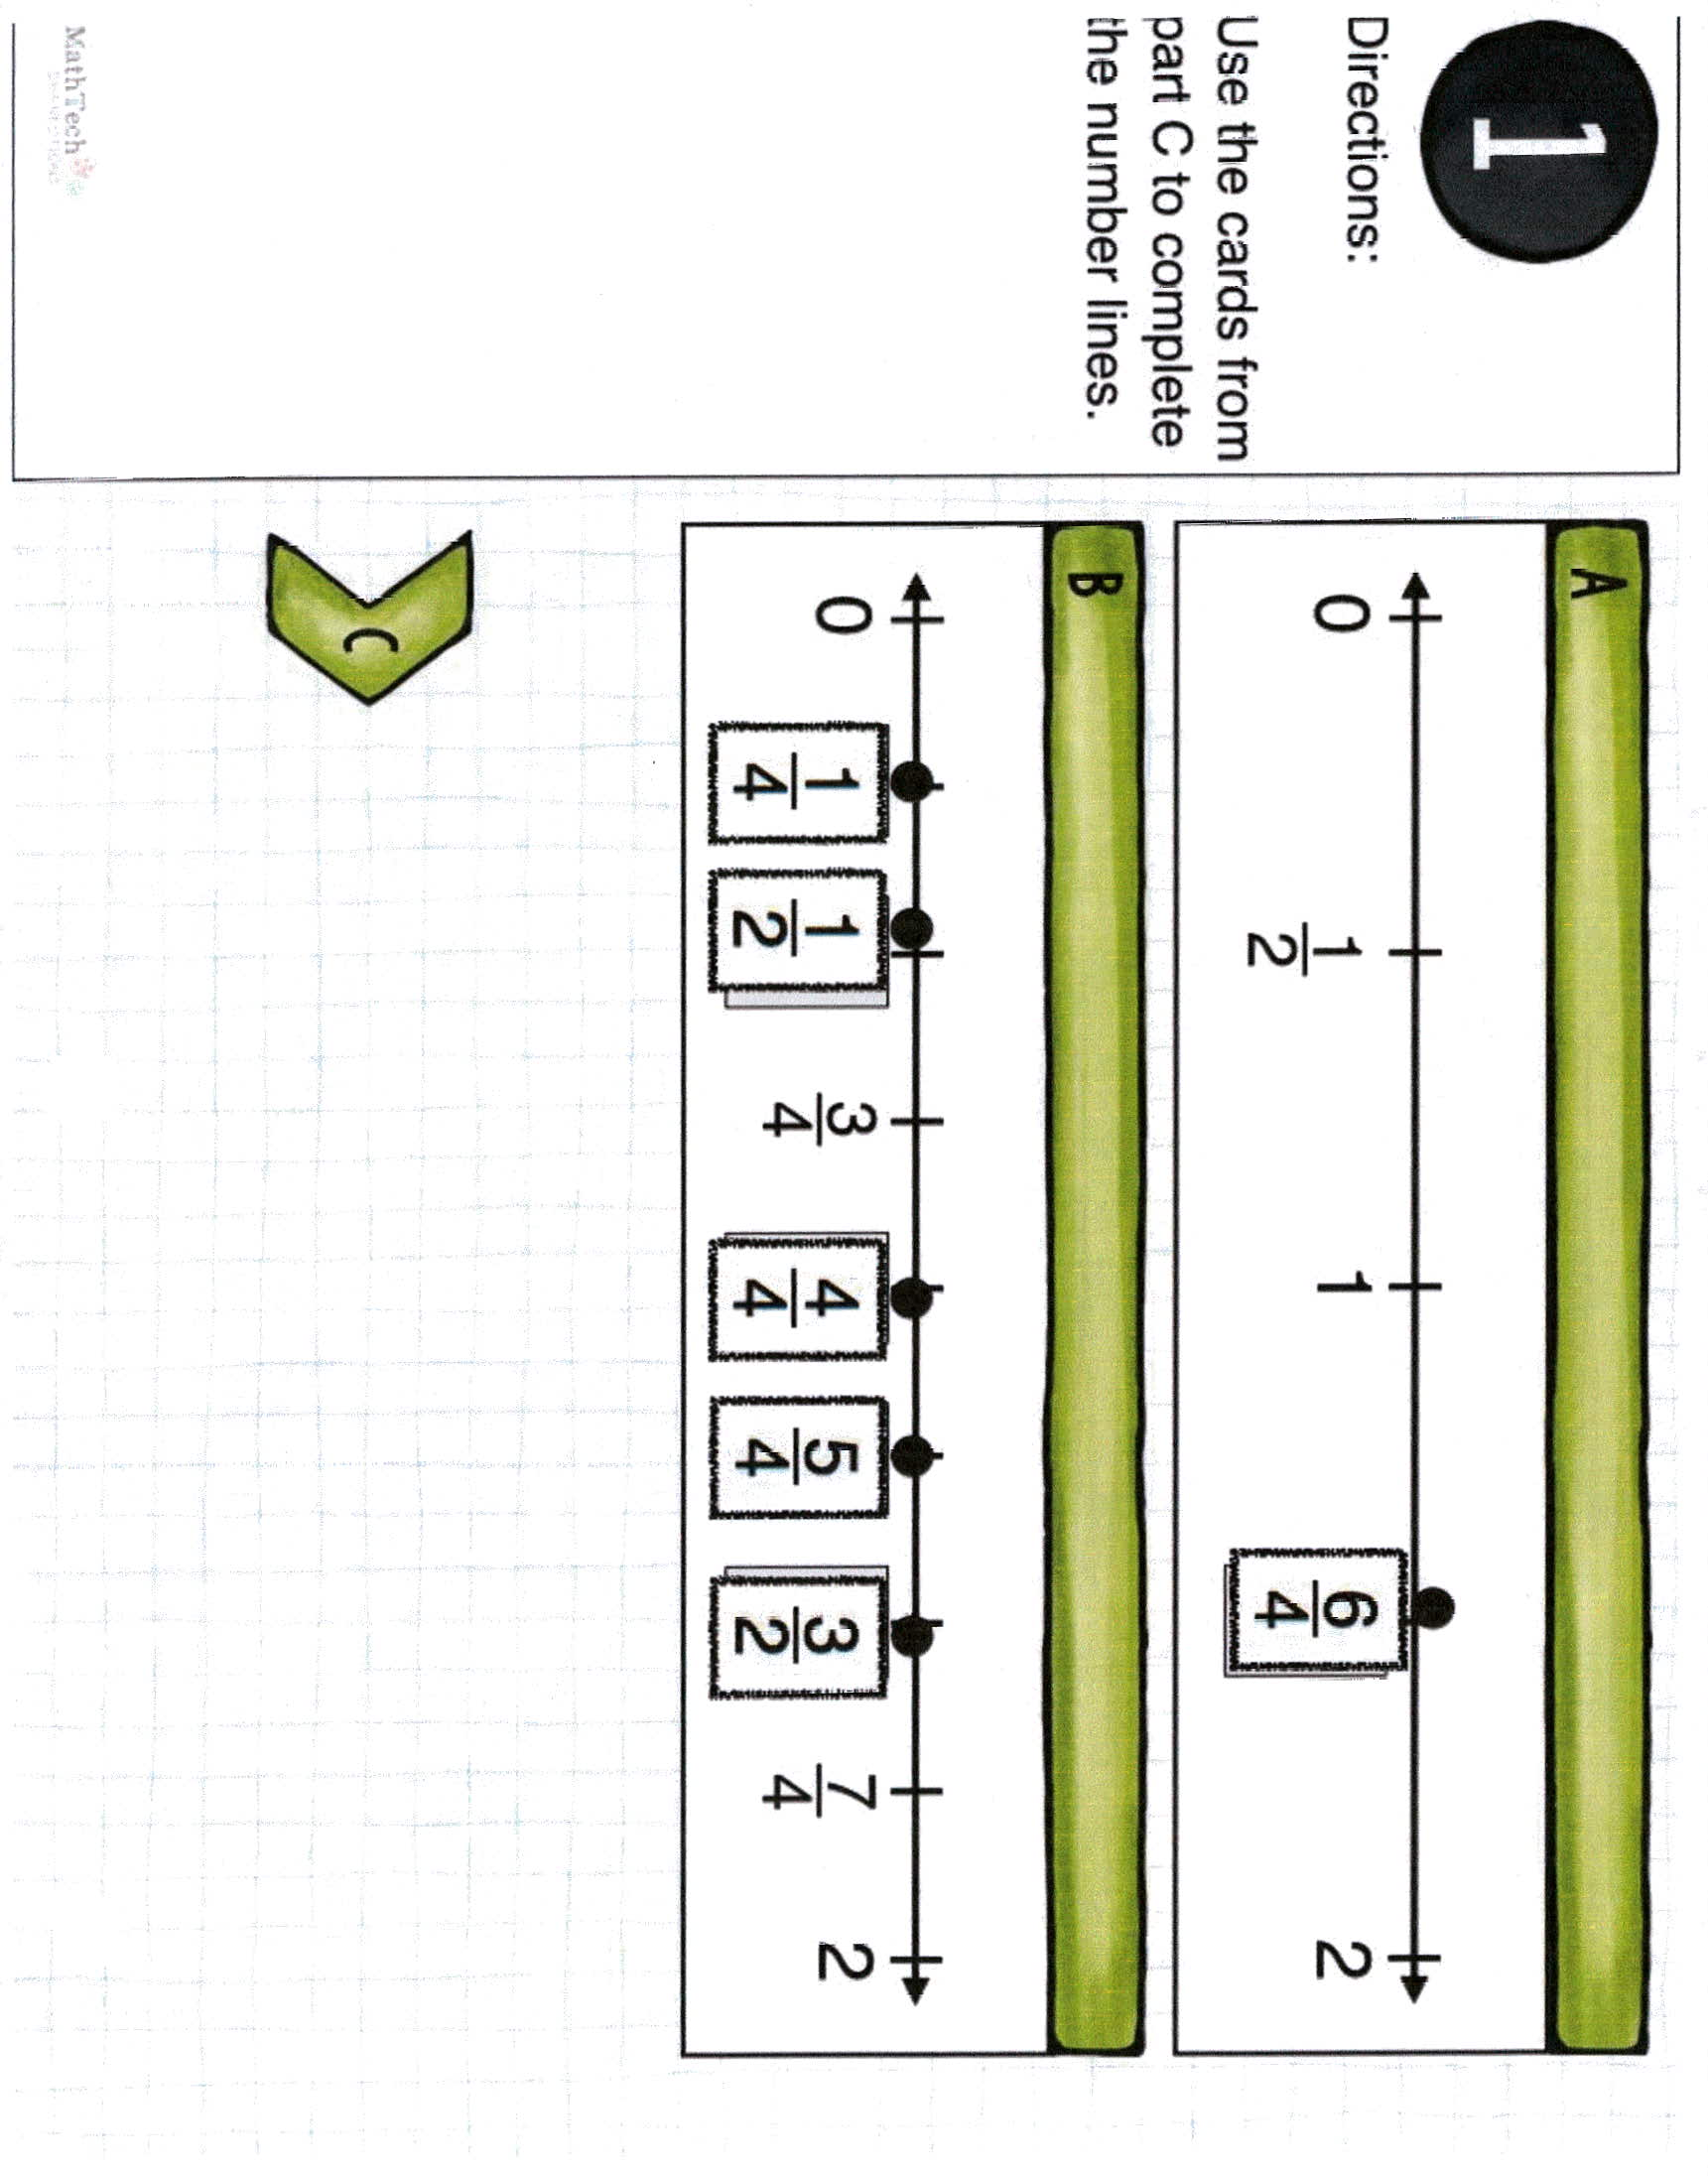 1
Directions:
Use the cards from
part C to complete
the number lines.
MathTech
A
0 1/2 1 6/4 2
B
0 1/4 1/2 3/4 4/4 5/4 3/2 7/4 2
C